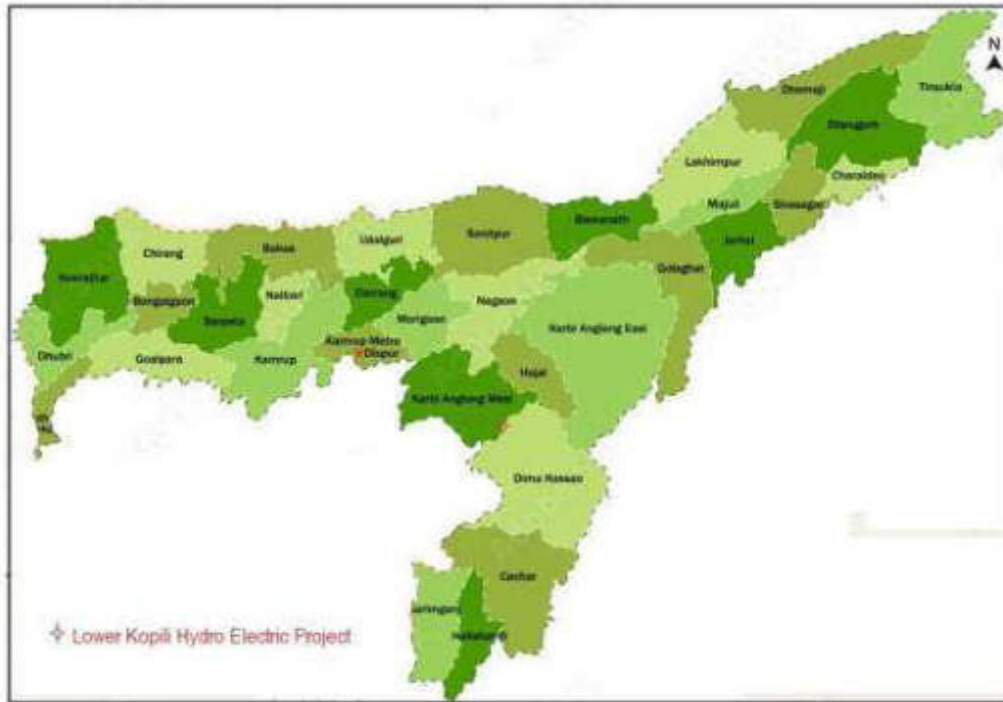 N
Dhemaji
Tinsukia
Dibrugarh
Lakhimpur
Charaideo
Majuli
Sivasagar
Jorhat
Biswanath
Sonitpur
Udalguri
Baksa
Chirang
Kokrajhar
Golaghat
Darrang
Nalbari
Bongaigaon
Nagaon
Barpeta
Morigaon
Karbi Anglong East
Kamrup Metro
Dispur
Dhubri
Goalpara
Kamrup
Hojai
Karbi Anglong West
Dima Hassao
Cachar
Karimganj
Hailakandi
Lower Kopili Hydro Electric Project